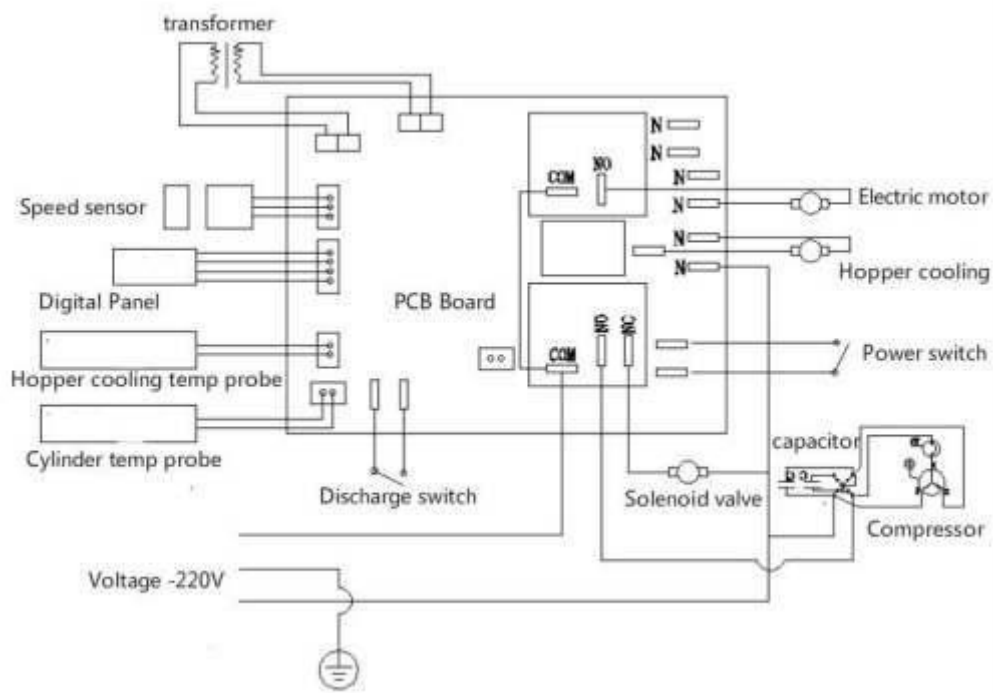 transformer
N
N
NO
COM
N
Speed sensor
N
Electric motor
N
N
Hopper cooling
Digital Panel
PCB Board
NO
NC
COM
Power switch
Hopper cooling temp probe
capacitor
Cylinder temp probe
Discharge switch
Solenoid valve
Compressor
Voltage -220V